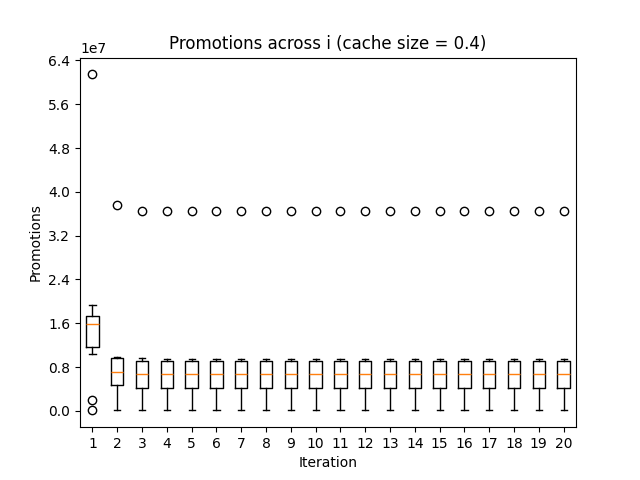 Promotions across i (cache size = 0.4)
1e7
6.4
5.6
4.8
4.0
3.2
2.4
1.6
0.8
0.0
Promotions
1 2 3 4 5 6 7 8 9 10 11 12 13 14 15 16 17 18 19 20
Iteration